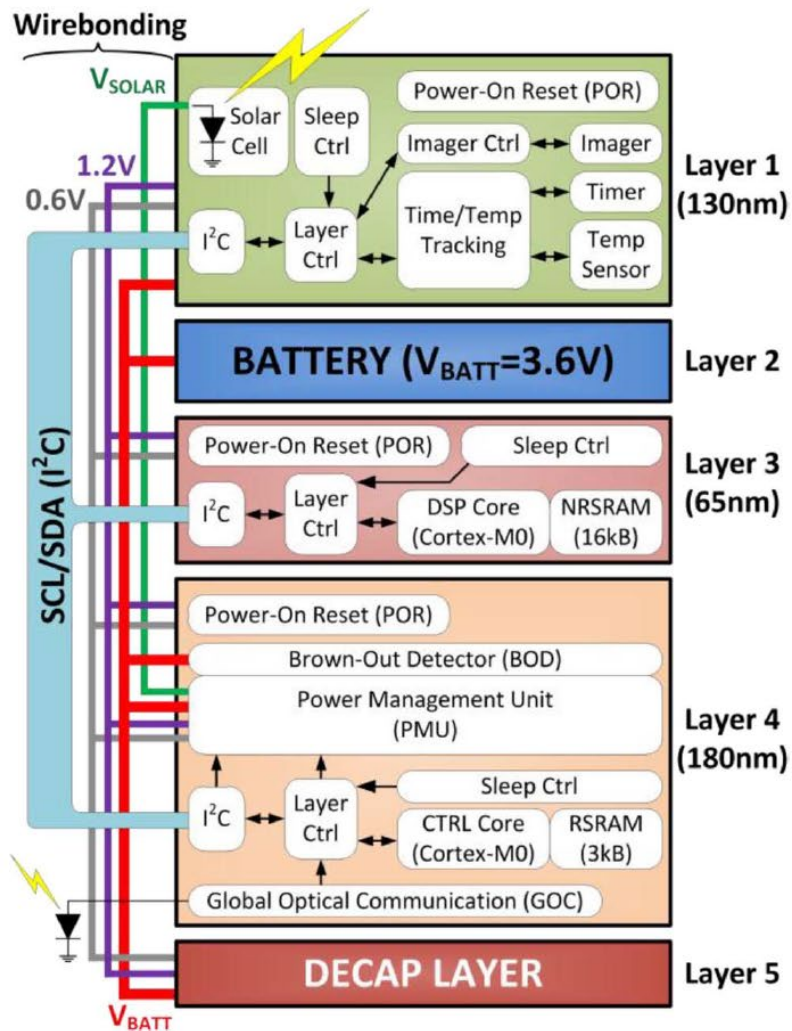 Wirebonding
V_SOLAR
1.2V
0.6V
SCL/SDA (I²C)
V_BATT
Solar
Cell
Sleep
Ctrl
Power-On Reset (POR)
Imager Ctrl
Imager
I²C
Layer
Ctrl
Time/Temp
Tracking
Timer
Temp
Sensor
Layer 1
(130nm)
BATTERY (V_BATT=3.6V)
Layer 2
Power-On Reset (POR)
Sleep Ctrl
I²C
Layer
Ctrl
DSP Core
(Cortex-M0)
NRSRAM
(16kB)
Layer 3
(65nm)
Power-On Reset (POR)
Brown-Out Detector (BOD)
Power Management Unit
(PMU)
Sleep Ctrl
I²C
Layer
Ctrl
CTRL Core
(Cortex-M0)
RSRAM
(3kB)
Global Optical Communication (GOC)
Layer 4
(180nm)
DECAP LAYER
Layer 5